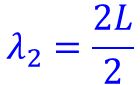 λ₂ = 2L/2